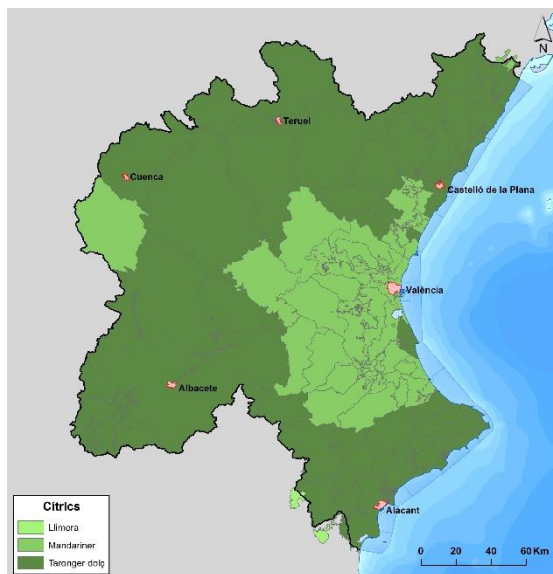 N
Teruel
Cuenca
Castelló de la Plana
València
Albacete
Alacant
Cítrics
Llimera
Mandariner
Taronger dolç
0 10 20 40 60 Km